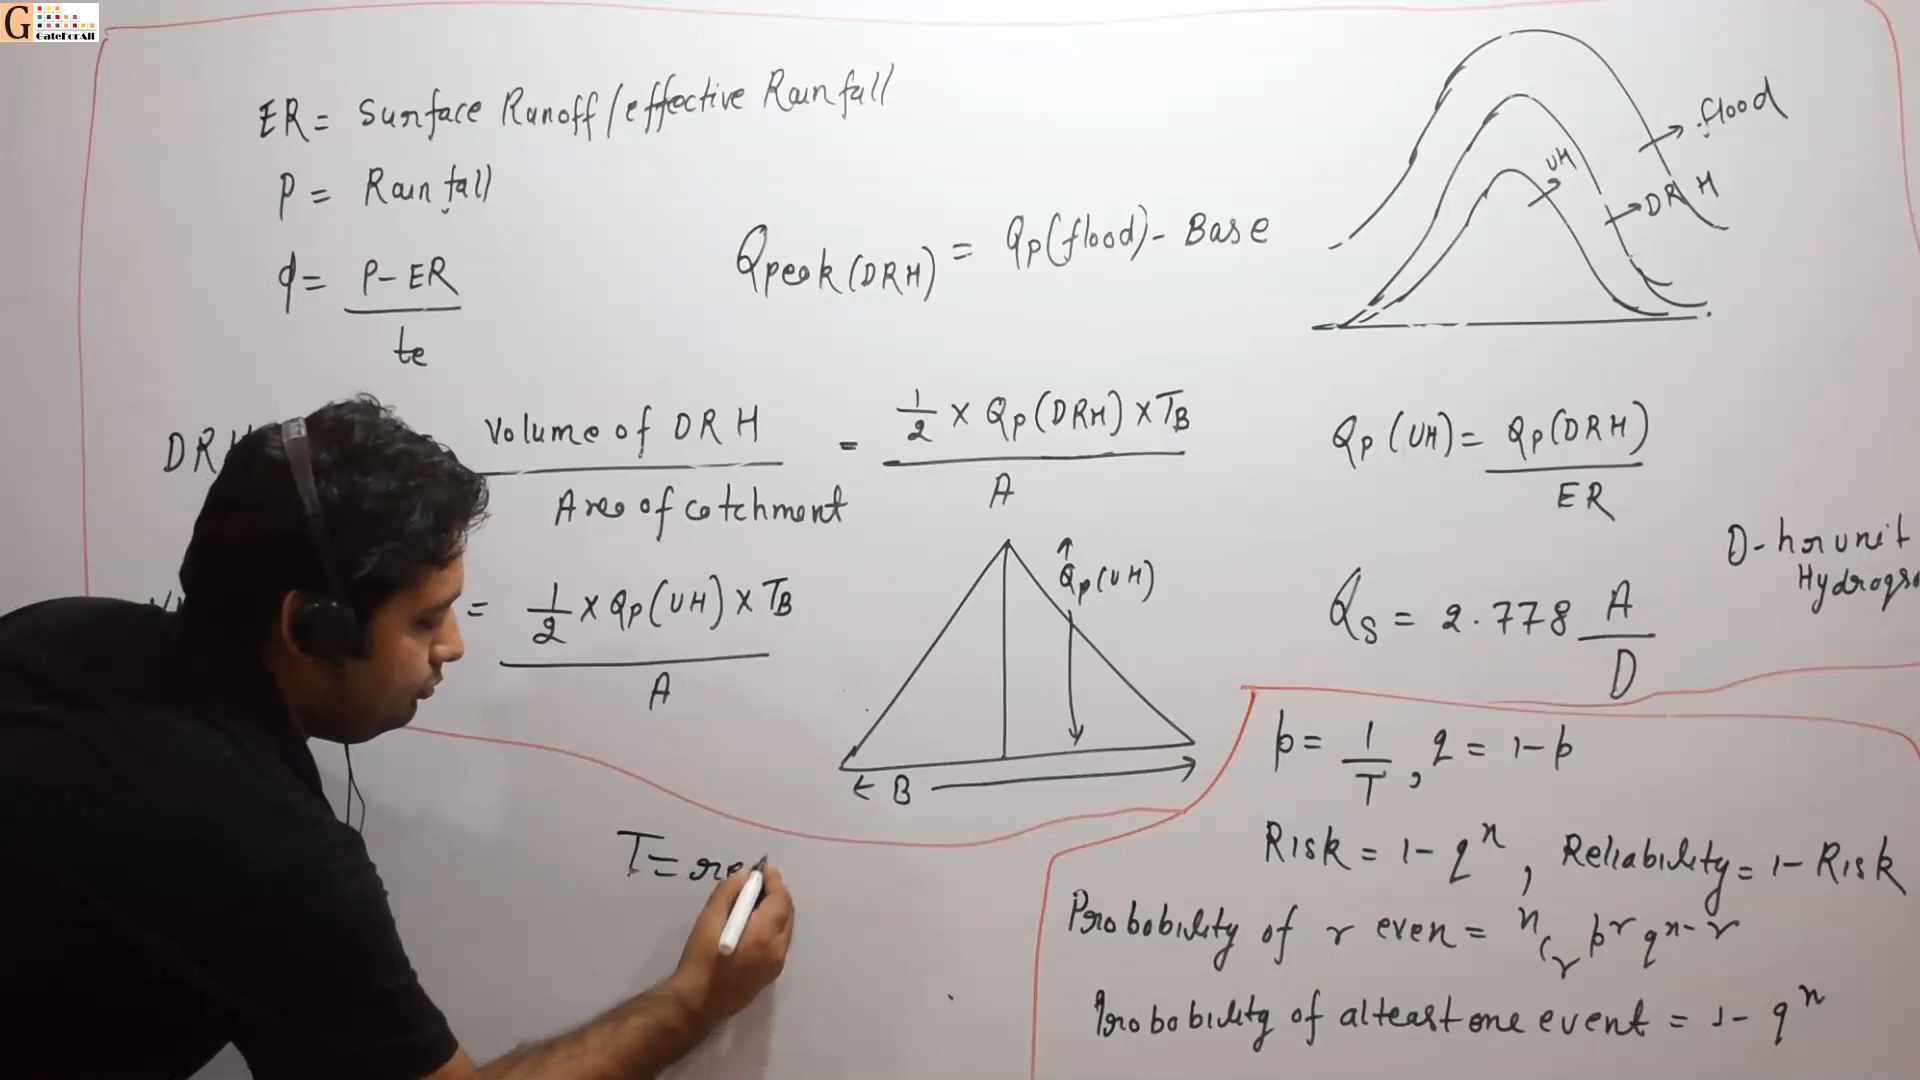 G GateForAll
ER = Surface Runoff/effective Rainfall
P = Rainfall
ϕ = P-ER / te
Qpeak(DRH) = Qp(flood) - Base
flood
UH
DRH
Volume of DRH / Area of catchment = 1/2 × Qp(DRH) × TB / A
Qp(UH) = Qp(DRH) / ER
= 1/2 × Qp(UH) × TB / A
Qp(UH)
B
D-hr unit
Qs = 2.778 A / D
p = 1/T, q = 1-p
Risk = 1-q^n, Reliability = 1-Risk
Probability of r even = nCr p^r q^n-r
Probability of alteast one event = 1-q^n
T =